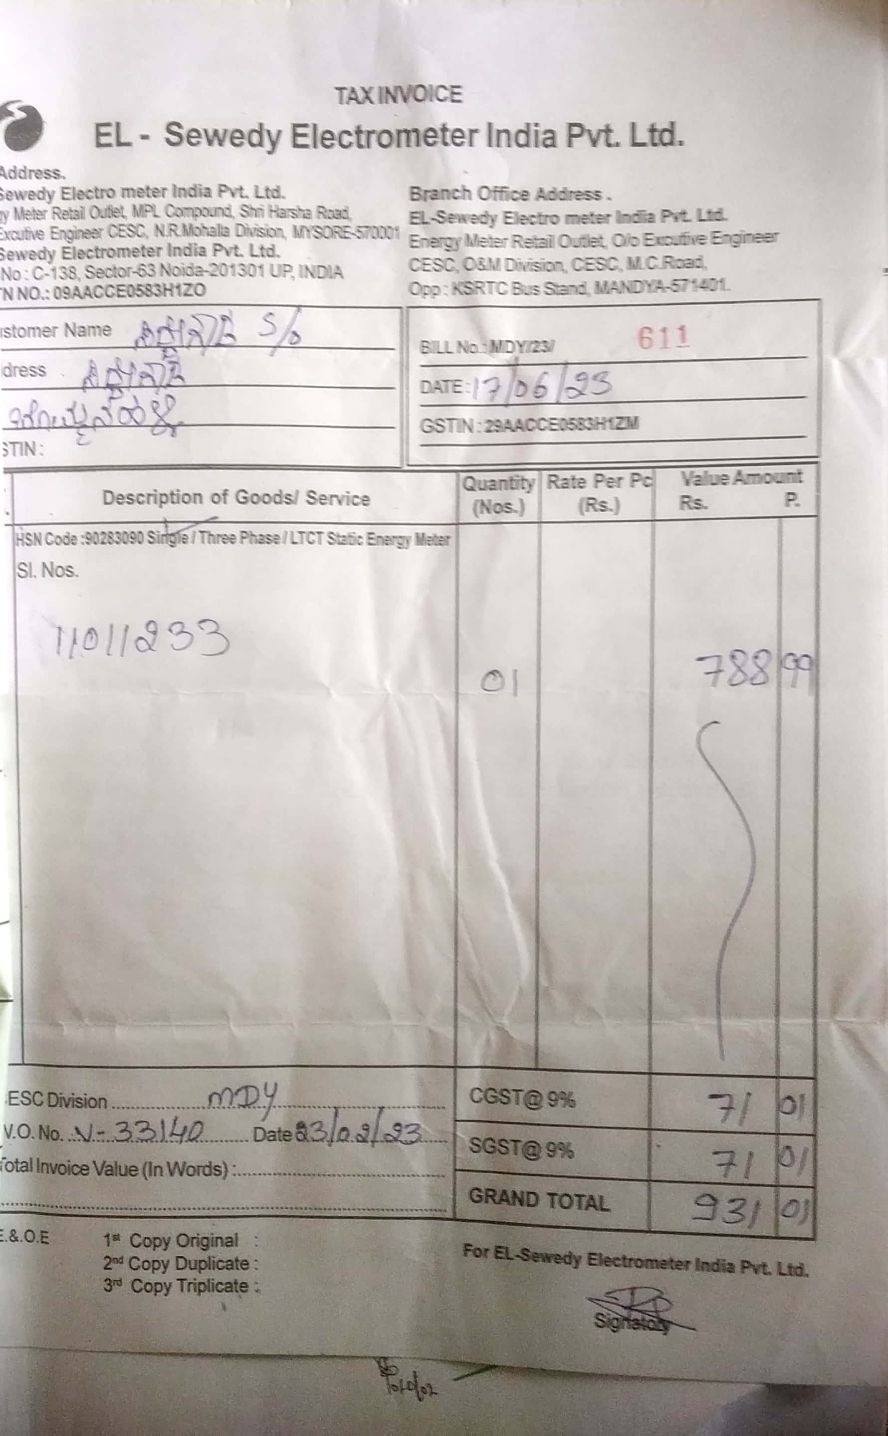 TAX INVOICE
EL - Sewedy Electrometer India Pvt. Ltd.
Address.
Sewedy Electro meter India Pvt. Ltd.
gy Meter Retail Outlet, MPL Compound, Shri Harsha Road,
Excutive Engineer CESC, N.R.Mohalla Division, MYSORE-570001
Sewedy Electrometer India Pvt. Ltd.
No : C-138, Sector-63 Noida-201301 UP, INDIA
TN NO.: 09AACCE0583H1ZO
Branch Office Address .
EL-Sewedy Electro meter India Pvt. Ltd.
Energy Meter Retail Outlet, O/o Excutive Engineer
CESC, O&M Division, CESC, M.C.Road,
Opp : KSRTC Bus Stand, MANDYA-571401.
ustomer Name S/o
dress
STIN :
BILL No.: MDY/23/ 611
DATE : 17/06/23
GSTIN : 29AACCE0583H1ZM
Description of Goods/ Service Quantity (Nos.) Rate Per Pc (Rs.) Value Amount Rs. P.
HSN Code :90283090 Single / Three Phase / LTCT Static Energy Meter
Sl. Nos.
11011233 01 788 99
ESC Division MDY CGST@ 9% 71 01
V.O. No. V-33140 Date 23/02/23 SGST@ 9% 71 01
Total Invoice Value (In Words) : GRAND TOTAL 931 01
E.&.O.E
1st Copy Original :
2nd Copy Duplicate :
3rd Copy Triplicate :
For EL-Sewedy Electrometer India Pvt. Ltd.
Signatory